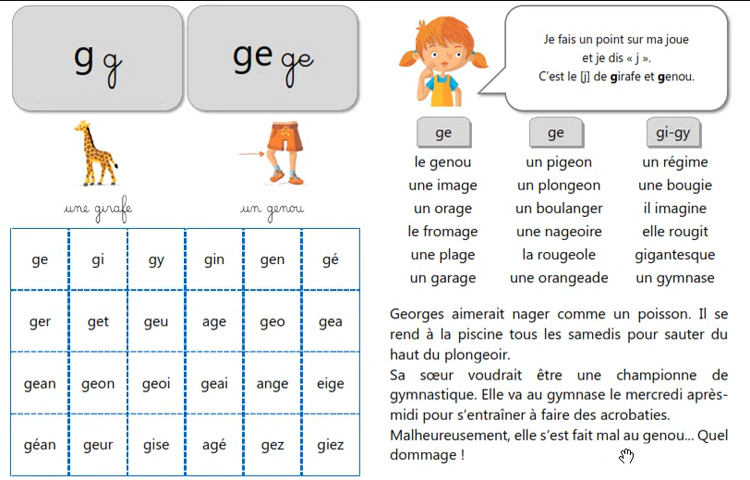 g g
ge ge
une girafe
un genou
ge gi gy gin gen gé
ger get geu age geo gea
gean geon geoi geai ange eige
géan geur gise agé gez giez
Je fais un point sur ma joue
et je dis « j ».
C'est le [j] de girafe et genou.
ge ge gi-gy
le genou un pigeon un régime
une image un plongeon une bougie
un orage un boulanger il imagine
le fromage une nageoire elle rougit
une plage la rougeole gigantesque
un garage une orangeade un gymnase
Georges aimerait nager comme un poisson. Il se
rend à la piscine tous les samedis pour sauter du
haut du plongeoir.
Sa sœur voudrait être une championne de
gymnastique. Elle va au gymnase le mercredi après-
midi pour s'entraîner à faire des acrobaties.
Malheureusement, elle s'est fait mal au genou... Quel
dommage !